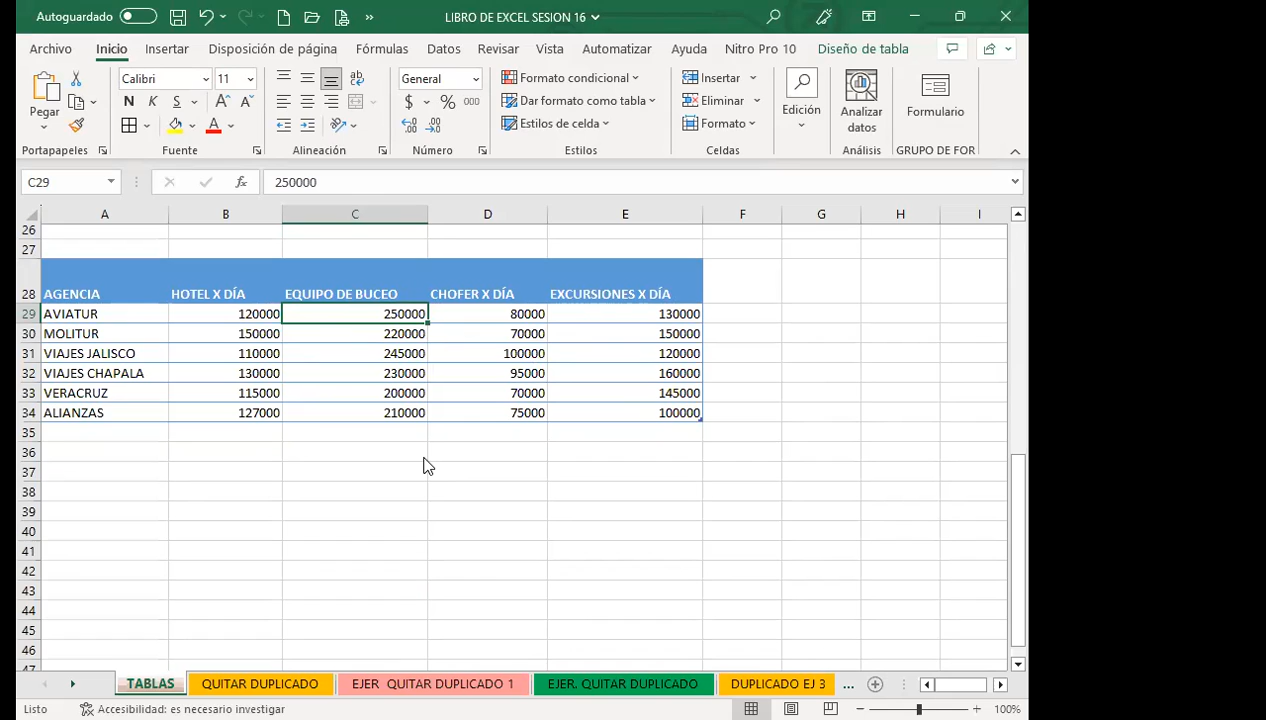 Autoguardado
LIBRO DE EXCEL SESION 16
Archivo Inicio Insertar Disposición de página Fórmulas Datos Revisar Vista Automatizar Ayuda Nitro Pro 10 Diseño de tabla
Pegar
Portapapeles
Calibri 11
N K S
A A
A
Fuente
ab
Alineación
General
$ % 000
Número
Formato condicional
Dar formato como tabla
Estilos de celda
Estilos
Insertar
Eliminar
Formato
Celdas
Edición
Analizar
datos
Análisis
Formulario
GRUPO DE FOR
C29 fx 250000
A B C D E F G H I
26
27
28 AGENCIA HOTEL X DÍA EQUIPO DE BUCEO CHOFER X DÍA EXCURSIONES X DÍA
29 AVIATUR 120000 250000 80000 130000
30 MOLITUR 150000 220000 70000 150000
31 VIAJES JALISCO 110000 245000 100000 120000
32 VIAJES CHAPALA 130000 230000 95000 160000
33 VERACRUZ 115000 200000 70000 145000
34 ALIANZAS 127000 210000 75000 100000
35
36
37
38
39
40
41
42
43
44
45
46
47
TABLAS QUITAR DUPLICADO EJER QUITAR DUPLICADO 1 EJER. QUITAR DUPLICADO DUPLICADO EJ 3 ...
Listo Accesibilidad: es necesario investigar 100%